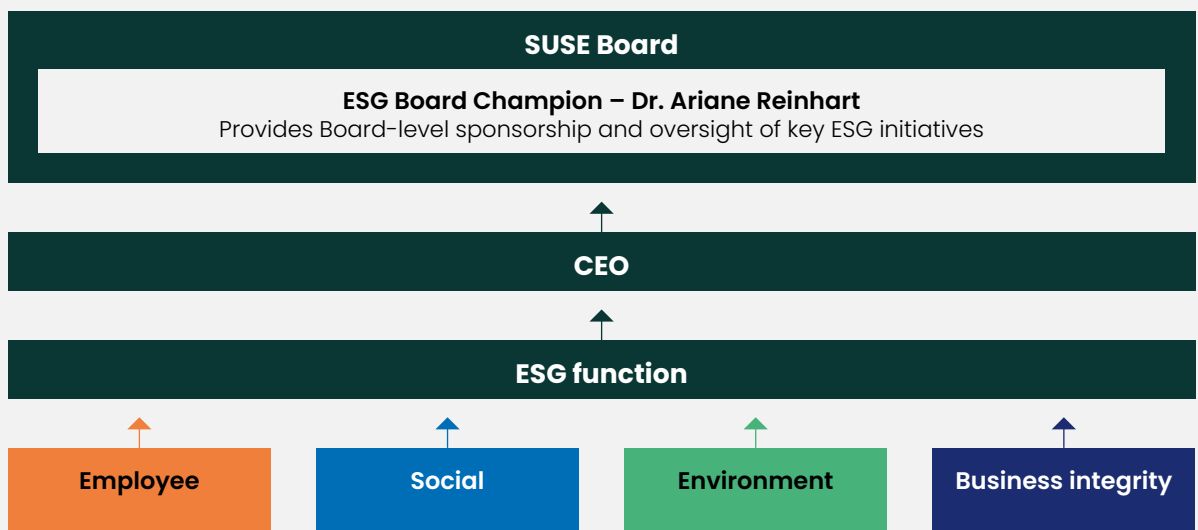 SUSE Board
ESG Board Champion – Dr. Ariane Reinhart
Provides Board-level sponsorship and oversight of key ESG initiatives
CEO
ESG function
Employee
Social
Environment
Business integrity